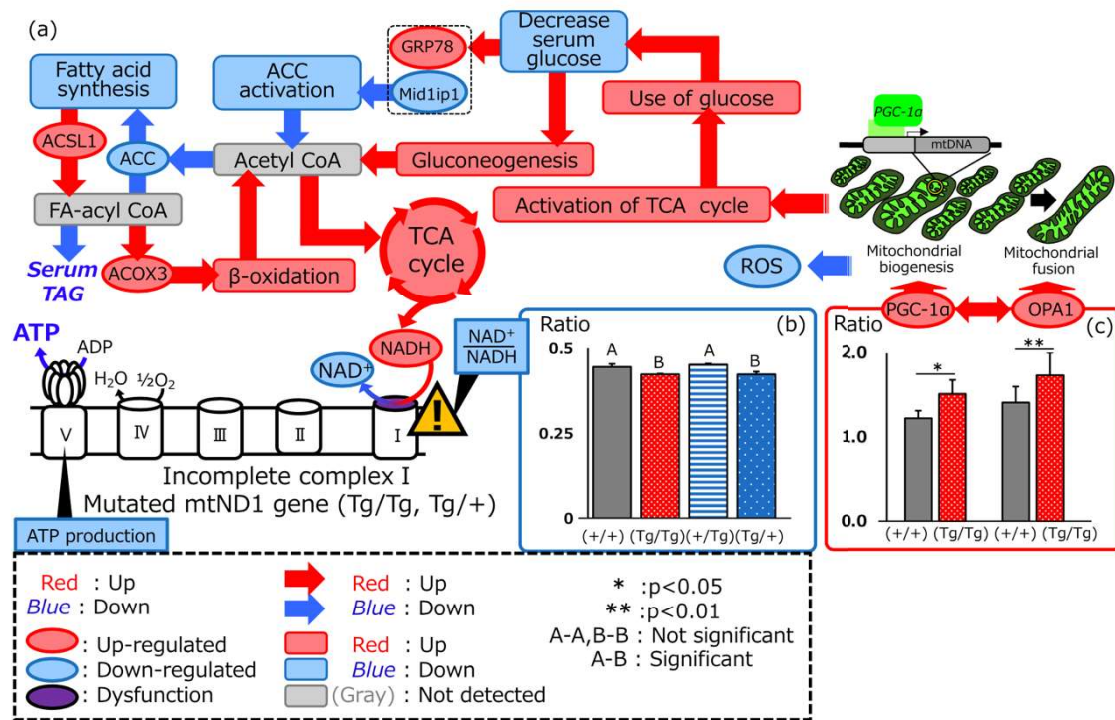 (a)
Fatty acid
synthesis
ACC
activation
GRP78
Mid1ip1
Decrease
serum
glucose
Use of glucose
PGC-1α
mtDNA
ACSL1
ACC
Acetyl CoA
Gluconeogenesis
Activation of TCA cycle
FA-acyl CoA
Serum
TAG
ACOX3
β-oxidation
TCA
cycle
ROS
Mitochondrial
biogenesis
Mitochondrial
fusion
PGC-1α
OPA1
ATP
ADP
H₂O
½O₂
NAD⁺
NADH
NAD⁺
NADH
!
V
IV
III
II
I
Incomplete complex I
Mutated mtND1 gene (Tg/Tg, Tg/+)
ATP production
Ratio
(b)
0.5
0.25
0
A
B
A
B
(+/+) (Tg/Tg) (+/Tg) (Tg/+)
Ratio
(c)
2.0
1.0
0.0
*
**
(+/+) (Tg/Tg) (+/+) (Tg/Tg)
Red : Up
Blue : Down
: Up-regulated
: Down-regulated
: Dysfunction
Red : Up
Blue : Down
Red : Up
Blue : Down
(Gray) : Not detected
* :p<0.05
** :p<0.01
A-A,B-B : Not significant
A-B : Significant